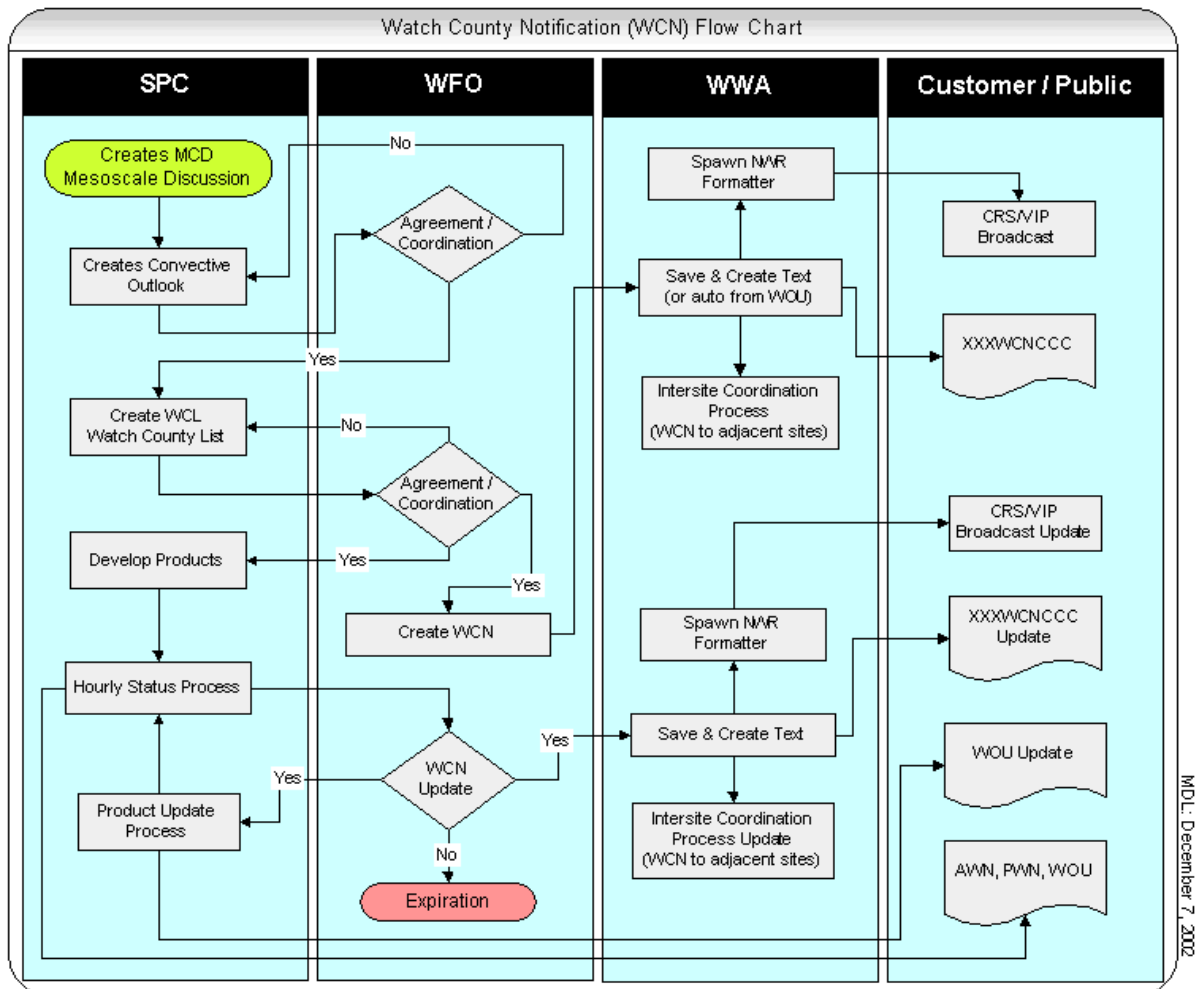 Watch County Notification (WCN) Flow Chart
SPC
WFO
WWA
Customer / Public
Creates MCD
Mesoscale Discussion
Creates Convective
Outlook
No
Agreement /
Coordination
Yes
Create WCL
Watch County List
No
Agreement /
Coordination
Develop Products
Yes
Yes
Create WCN
Hourly Status Process
WCN
Update
Yes
Yes
Product Update
Process
No
Expiration
Spawn NWR
Formatter
Save & Create Text
(or auto from WOU)
Intersite Coordination
Process
(WCN to adjacent sites)
Spawn NWR
Formatter
Save & Create Text
Intersite Coordination
Process Update
(WCN to adjacent sites)
CRS/VIP
Broadcast
XXXWCNCCC
CRS/VIP
Broadcast Update
XXXWCNCCC
Update
WOU Update
AWN, PWN, WOU
MDL: December 7, 2002